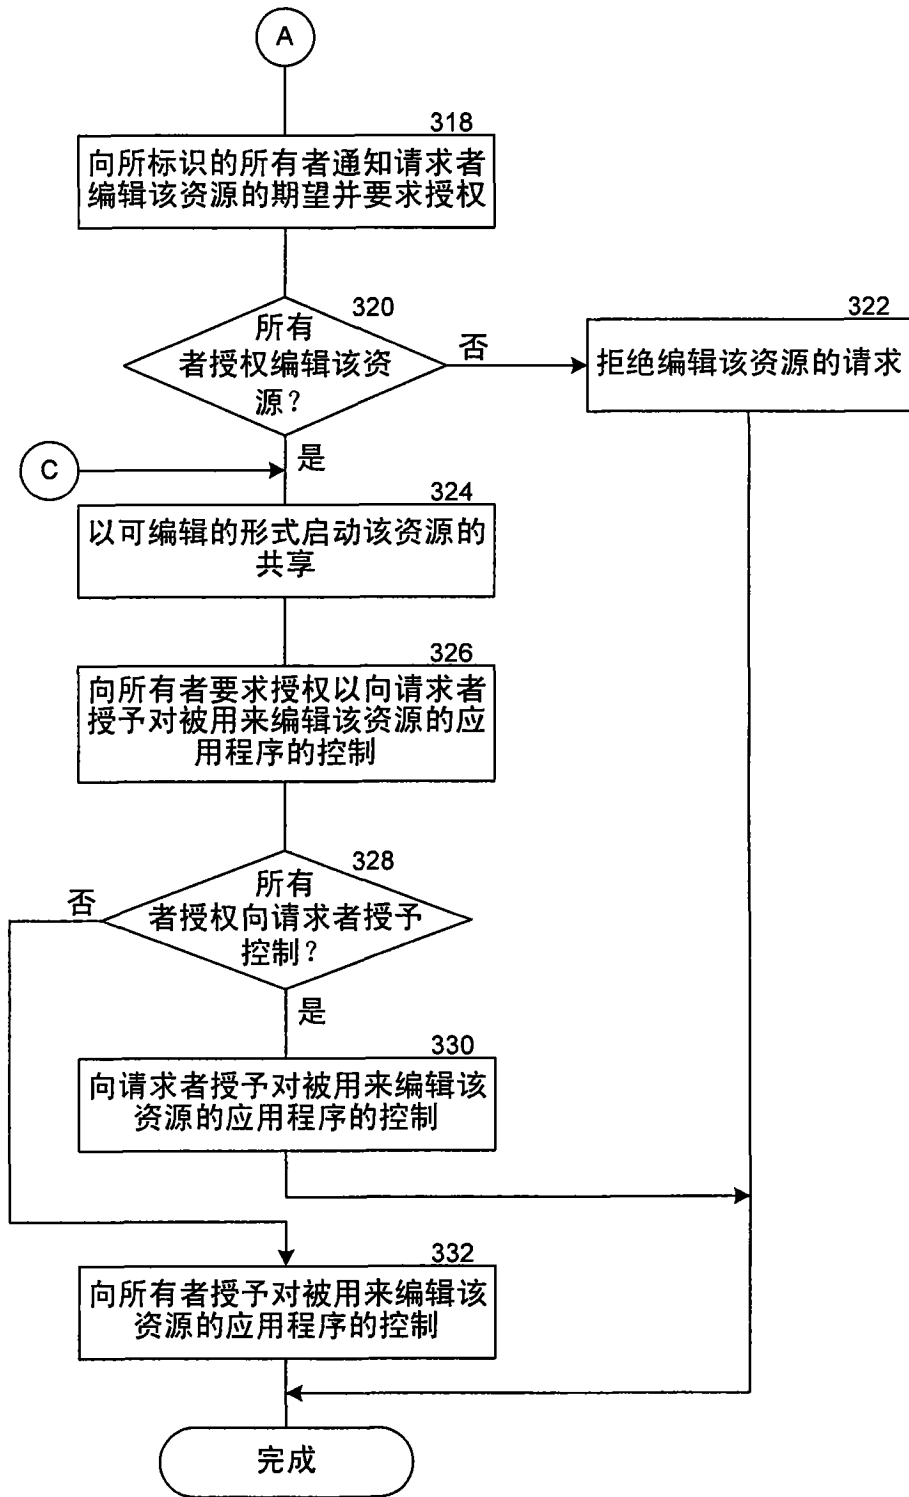 A
318
向所标识的所有者通知请求者
编辑该资源的期望并要求授权
320
所有
者授权编辑该资
源？
否
322
拒绝编辑该资源的请求
是
C
324
以可编辑的形式启动该资源的
共享
326
向所有者要求授权以向请求者
授予对被用来编辑该资源的应
用程序的控制
328
所有
者授权向请求者授予
控制？
否
是
330
向请求者授予对被用来编辑该
资源的应用程序的控制
332
向所有者授予对被用来编辑该
资源的应用程序的控制
完成